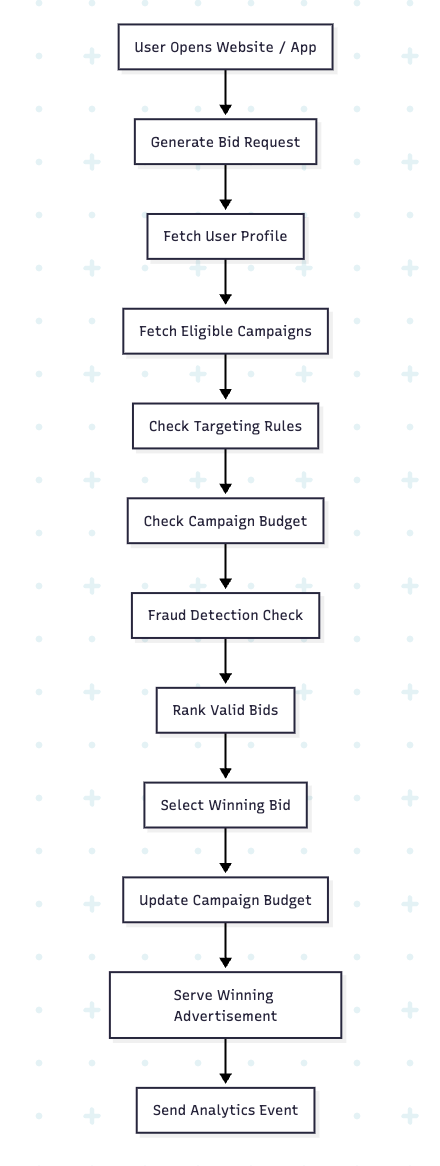 User Opens Website / App
Generate Bid Request
Fetch User Profile
Fetch Eligible Campaigns
Check Targeting Rules
Check Campaign Budget
Fraud Detection Check
Rank Valid Bids
Select Winning Bid
Update Campaign Budget
Serve Winning
Advertisement
Send Analytics Event